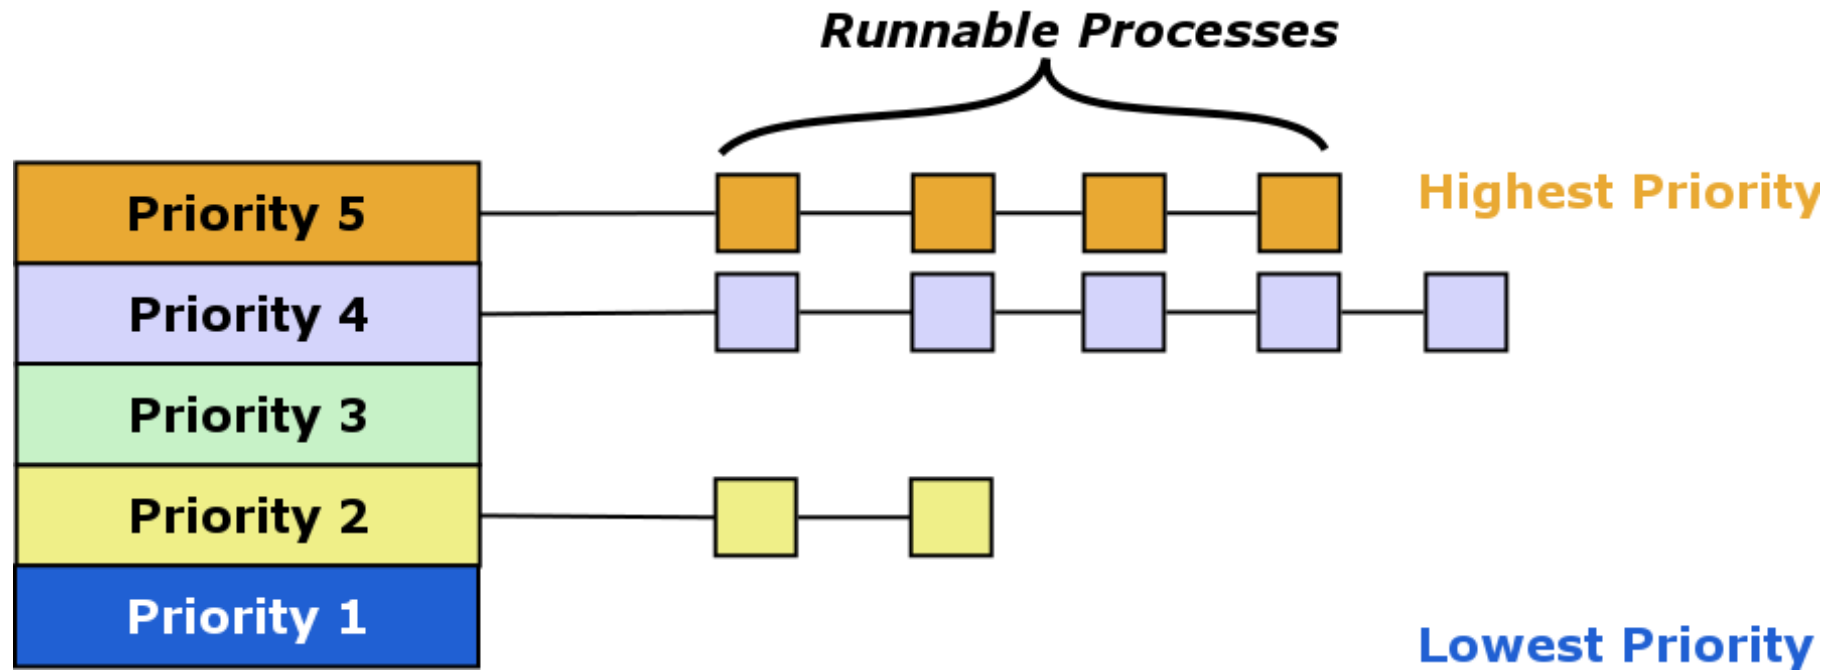 Runnable Processes
Priority 5
Highest Priority
Priority 4
Priority 3
Priority 2
Priority 1
Lowest Priority